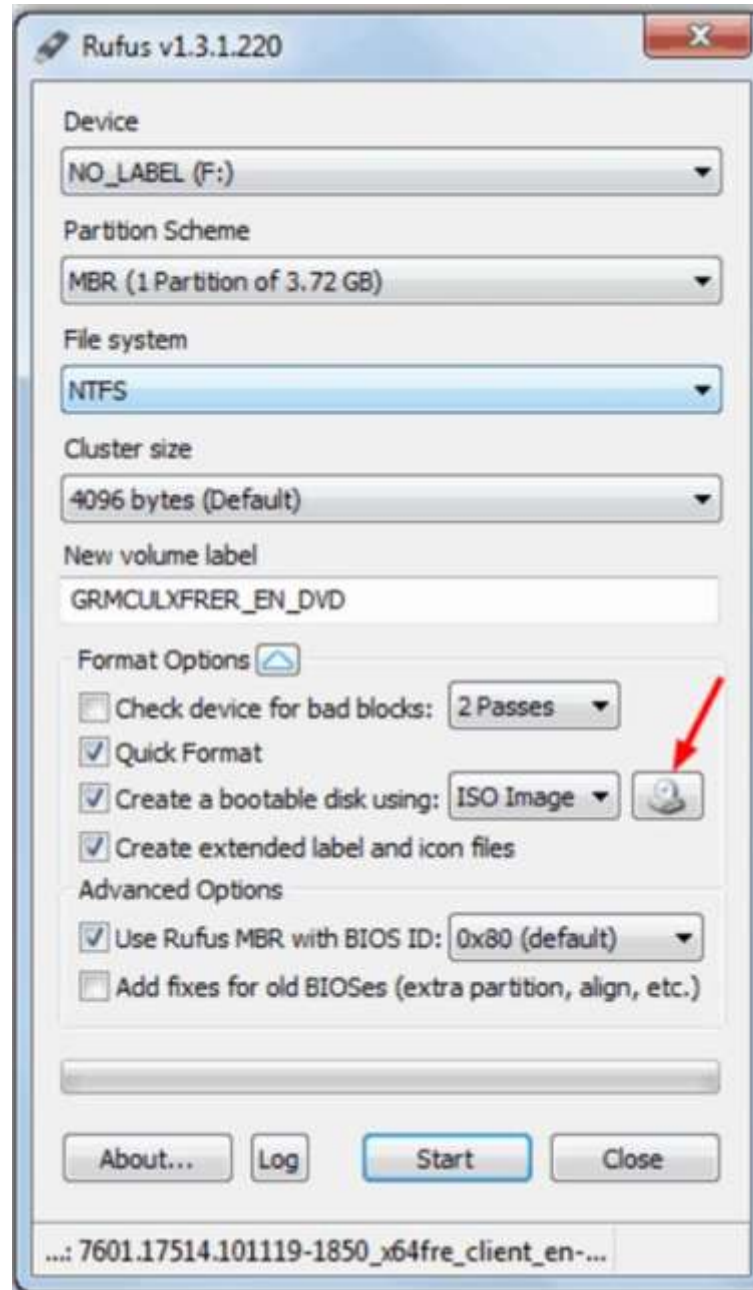 Rufus v1.3.1.220
Device
NO_LABEL (F:)
Partition Scheme
MBR (1 Partition of 3.72 GB)
File system
NTFS
Cluster size
4096 bytes (Default)
New volume label
GRMCULXFRER_EN_DVD
Format Options
Check device for bad blocks: 2 Passes
Quick Format
Create a bootable disk using: ISO Image
Create extended label and icon files
Advanced Options
Use Rufus MBR with BIOS ID: 0x80 (default)
Add fixes for old BIOSes (extra partition, align, etc.)
About... Log Start Close
...: 7601.17514.101119-1850_x64fre_client_en-...